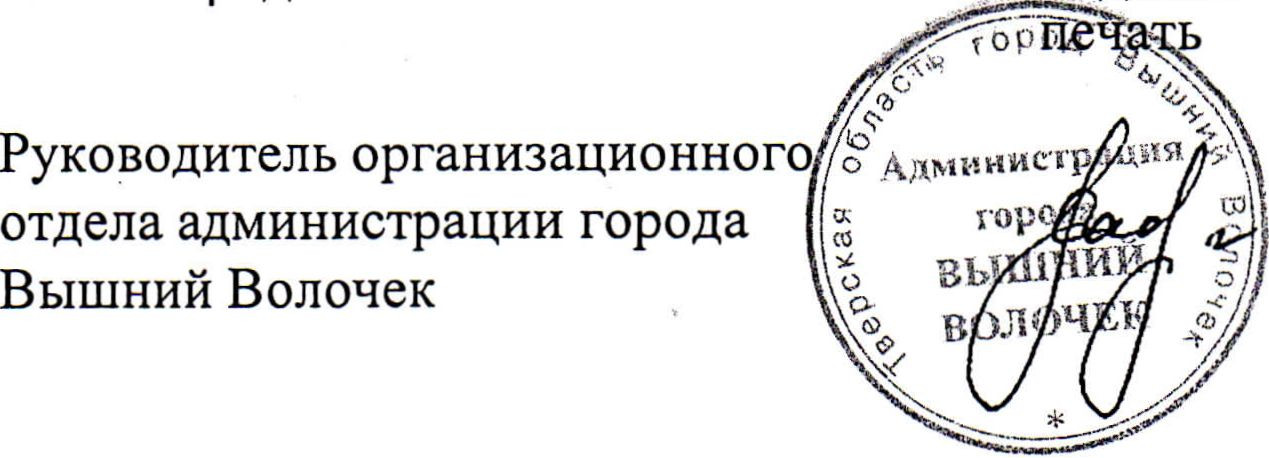 печать
Руководитель организационного
отдела администрации города
Вышний Волочек
Тверская область город Вышний Волочек
Администрация
города
ВЫШНИЙ
ВОЛОЧЕК
*